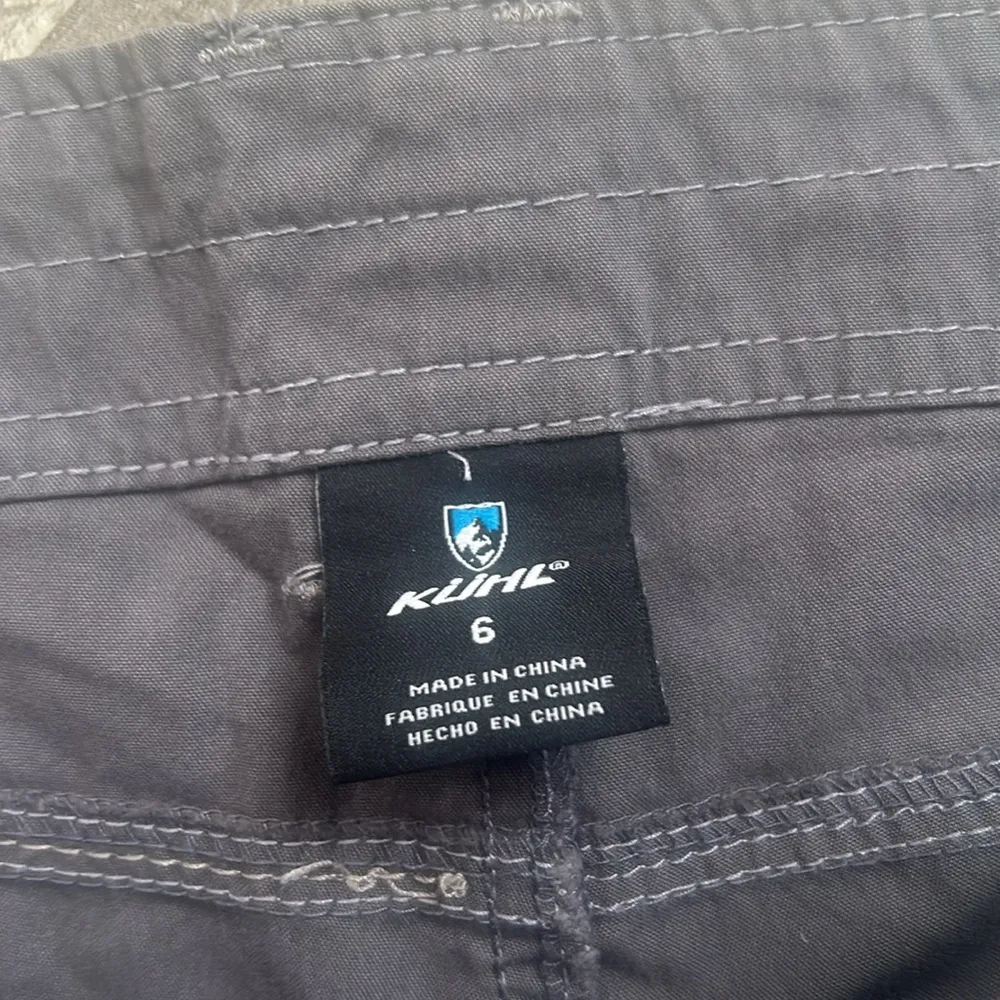 KÜHL®
6
MADE IN CHINA
FABRIQUE EN CHINE
HECHO EN CHINA